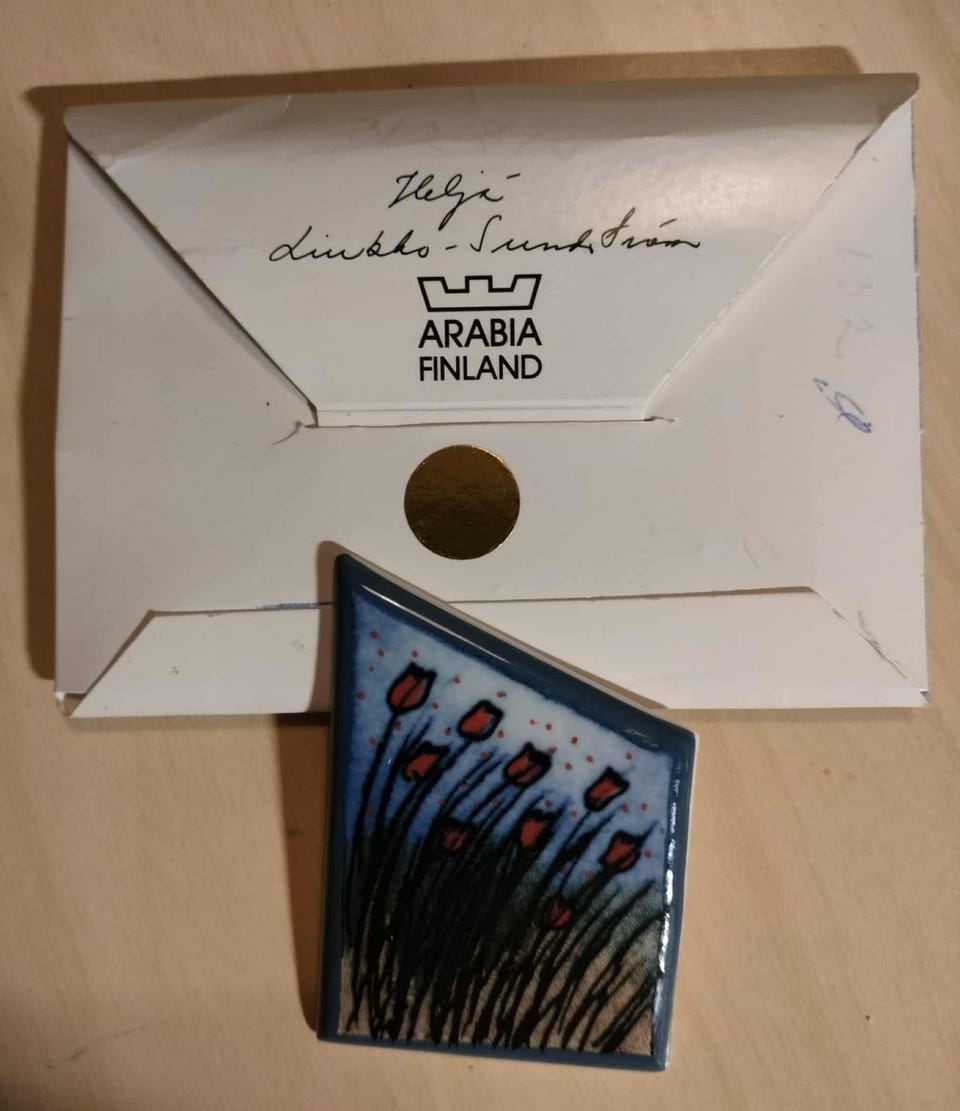 Heljä
Liukko-Sundström
ARABIA
FINLAND